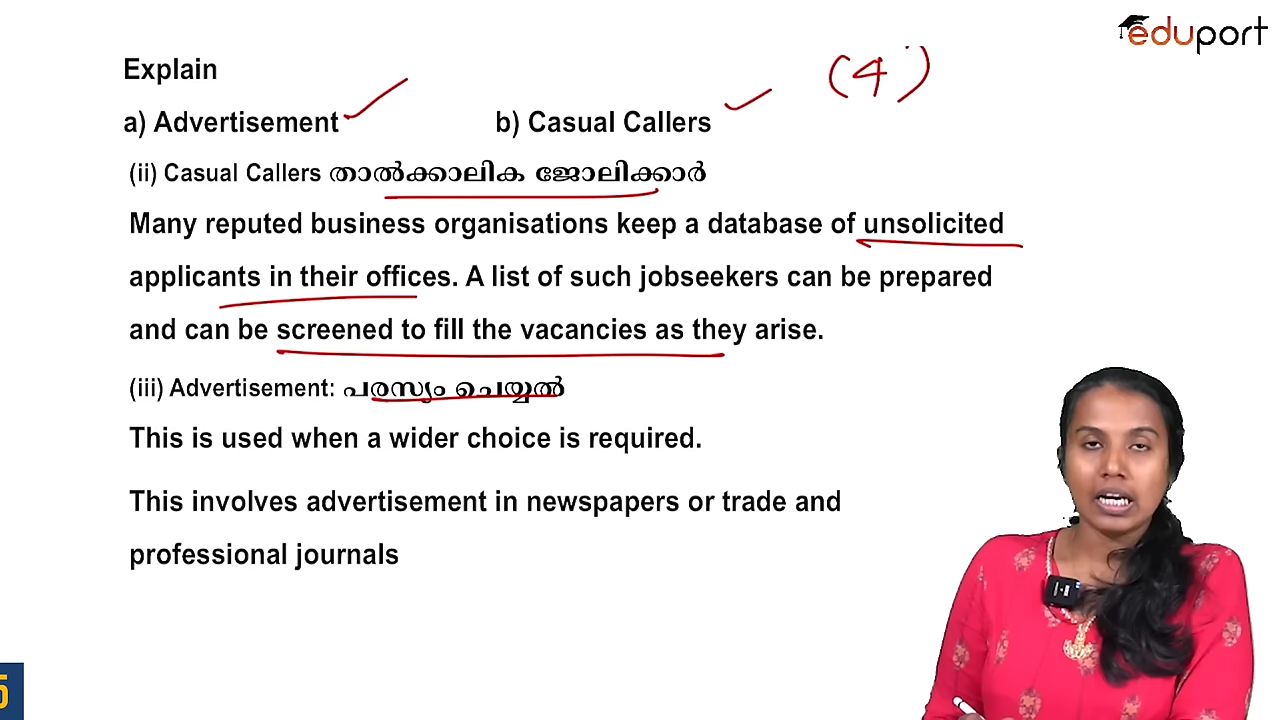 eduport
Explain
(4)
a) Advertisement b) Casual Callers
(ii) Casual Callers താൽക്കാലിക ജോലിക്കാർ
Many reputed business organisations keep a database of unsolicited
applicants in their offices. A list of such jobseekers can be prepared
and can be screened to fill the vacancies as they arise.
(iii) Advertisement: പരസ്യം ചെയ്യൽ
This is used when a wider choice is required.
This involves advertisement in newspapers or trade and
professional journals